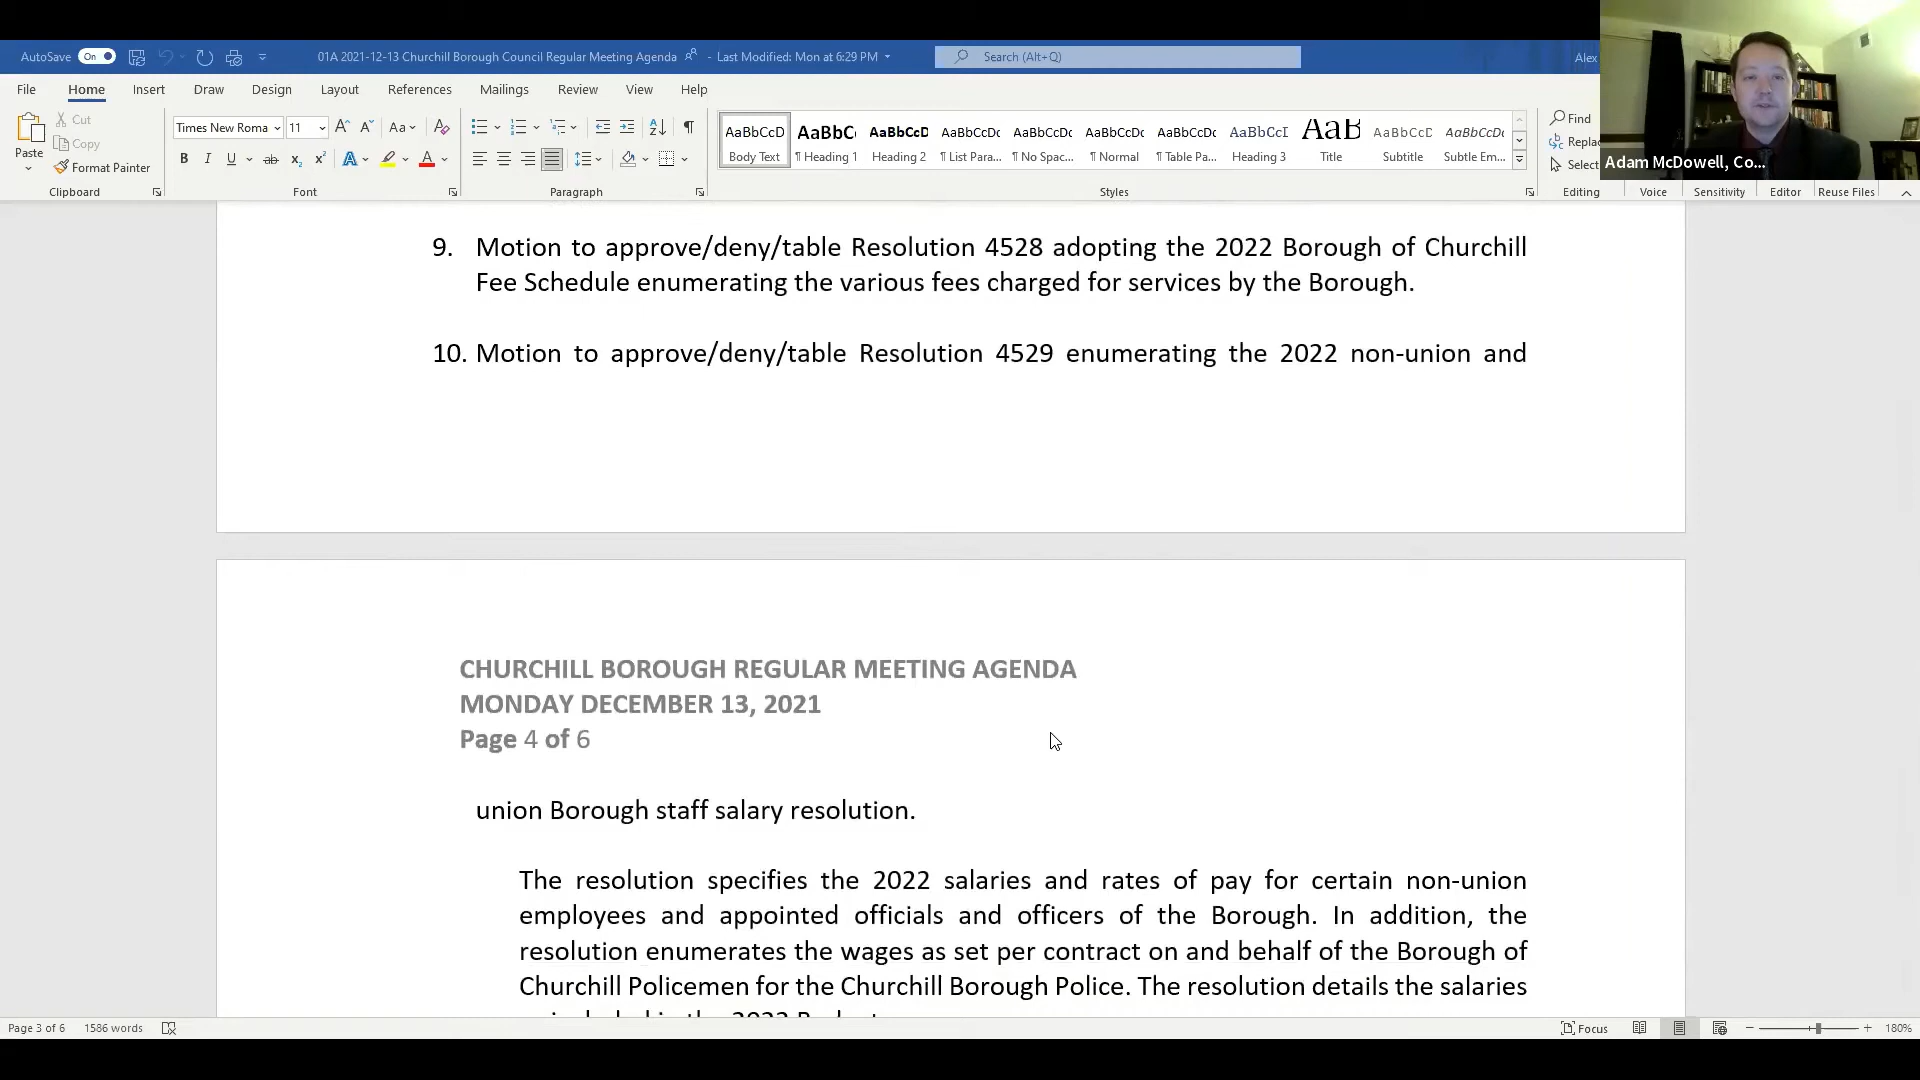 AutoSave On 01A 2021-12-13 Churchill Borough Council Regular Meeting Agenda - Last Modified: Mon at 6:29 PM Search (Alt+Q) Alex
File Home Insert Draw Design Layout References Mailings Review View Help
Paste Cut Copy Format Painter
Times New Roma 11
AaBbCcD Body Text
¶ Heading 1
AaBbCcD Heading 2
AaBbCcDc ¶ List Para...
AaBbCcDc ¶ No Spac...
AaBbCcDc ¶ Normal
AaBbCcDc ¶ Table Pa...
AaBbCcI Heading 3
AaB Title
AaBbCcD Subtitle
AaBbCcDc Subtle Em...
Find
Replac
Select
Adam McDowell, Co...
Clipboard Font Paragraph Styles Editing Voice Sensitivity Editor Reuse Files
9. Motion to approve/deny/table Resolution 4528 adopting the 2022 Borough of Churchill
Fee Schedule enumerating the various fees charged for services by the Borough.
10. Motion to approve/deny/table Resolution 4529 enumerating the 2022 non-union and
CHURCHILL BOROUGH REGULAR MEETING AGENDA
MONDAY DECEMBER 13, 2021
Page 4 of 6
union Borough staff salary resolution.
The resolution specifies the 2022 salaries and rates of pay for certain non-union
employees and appointed officials and officers of the Borough. In addition, the
resolution enumerates the wages as set per contract on and behalf of the Borough of
Churchill Policemen for the Churchill Borough Police. The resolution details the salaries
Page 3 of 6 1586 words Focus 180%